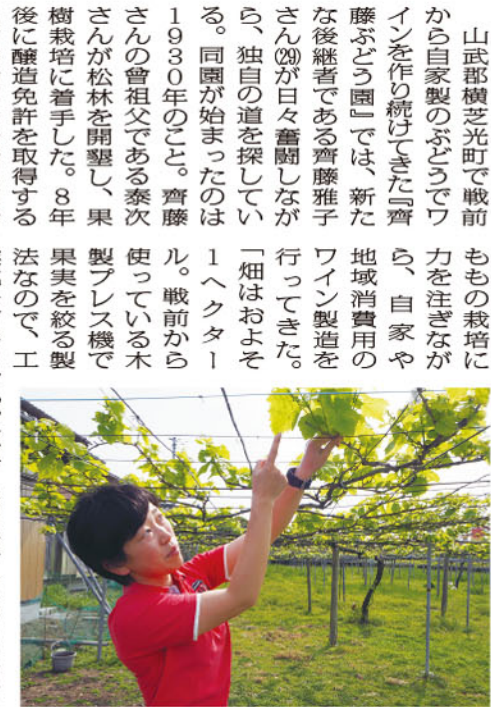 山武郡横芝光町で戦前
から自家製のぶどうでワ
インを作り続けてきた『齊
藤ぶどう園』では、新た
な後継者である齊藤雅子
さん(29)が日々奮闘しなが
ら、独自の道を探してい
る。同園が始まったのは
1930年のこと。齊藤
さんの曾祖父である泰次
さんが松林を開墾し、果
樹栽培に着手した。8年
後に醸造免許を取得する
ももの栽培に
力を注ぎなが
ら、自家や
地域消費用の
ワイン製造を
行ってきた。
「畑はおよそ
1ヘクター
ル。戦前から
使っている木
製プレス機で
果実を絞る製
法なので、工